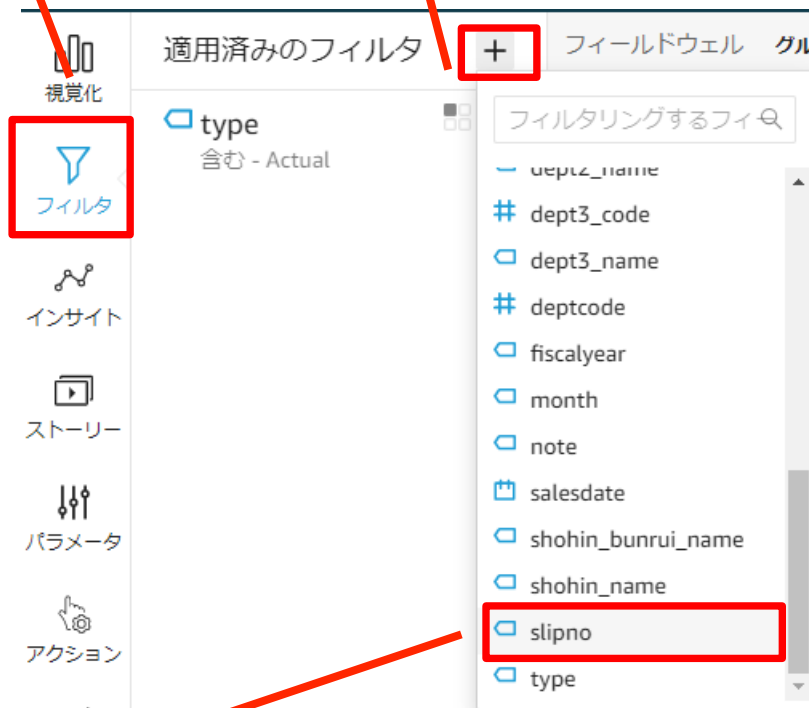 視覚化
フィルタ
インサイト
ストーリー
パラメータ
アクション
適用済みのフィルタ
type
含む - Actual
+
フィールドウェル グル
フィルタリングするフィ
dept2_name
dept3_code
dept3_name
deptcode
fiscalyear
month
note
salesdate
shohin_bunrui_name
shohin_name
slipno
type